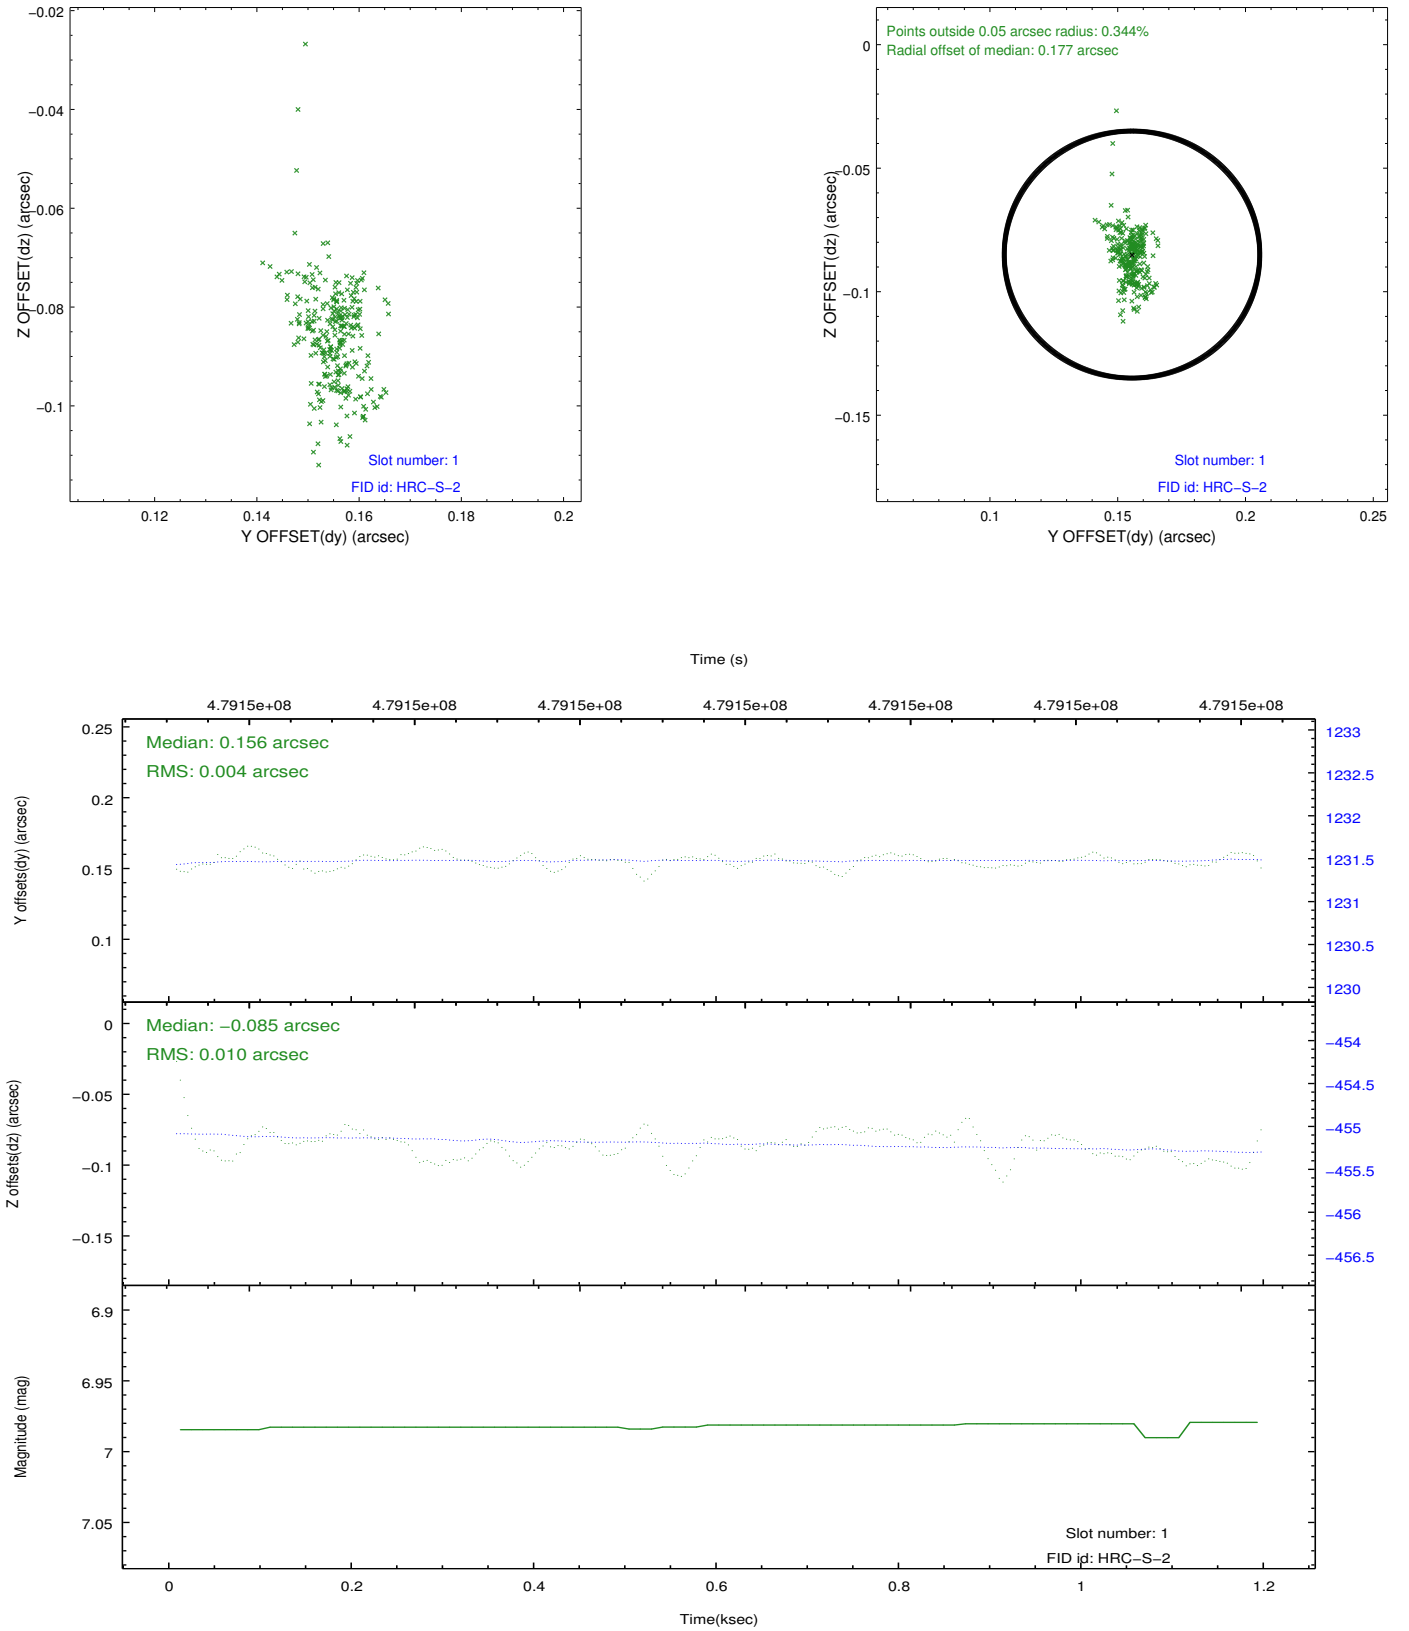 −0.02
−0.04
−0.06
−0.08
−0.1
Z OFFSET(dz) (arcsec)
Slot number: 1
FID id: HRC−S−2
0.12 0.14 0.16 0.18 0.2
Y OFFSET(dy) (arcsec)
Points outside 0.05 arcsec radius: 0.344%
Radial offset of median: 0.177 arcsec
0
−0.05
−0.1
−0.15
Z OFFSET(dz) (arcsec)
Slot number: 1
FID id: HRC−S−2
0.1 0.15 0.2 0.25
Y OFFSET(dy) (arcsec)
Time (s)
4.7915e+08 4.7915e+08 4.7915e+08 4.7915e+08 4.7915e+08 4.7915e+08 4.7915e+08
Median: 0.156 arcsec
RMS: 0.004 arcsec
0.25
0.2
0.15
0.1
Y offsets(dy) (arcsec)
1233
1232.5
1232
1231.5
1231
1230.5
1230
Median: −0.085 arcsec
RMS: 0.010 arcsec
0
−0.05
−0.1
−0.15
Z offsets(dz) (arcsec)
−454
−454.5
−455
−455.5
−456
−456.5
6.9
6.95
7
7.05
Magnitude (mag)
Slot number: 1
FID id: HRC−S−2
0 0.2 0.4 0.6 0.8 1 1.2
Time(ksec)